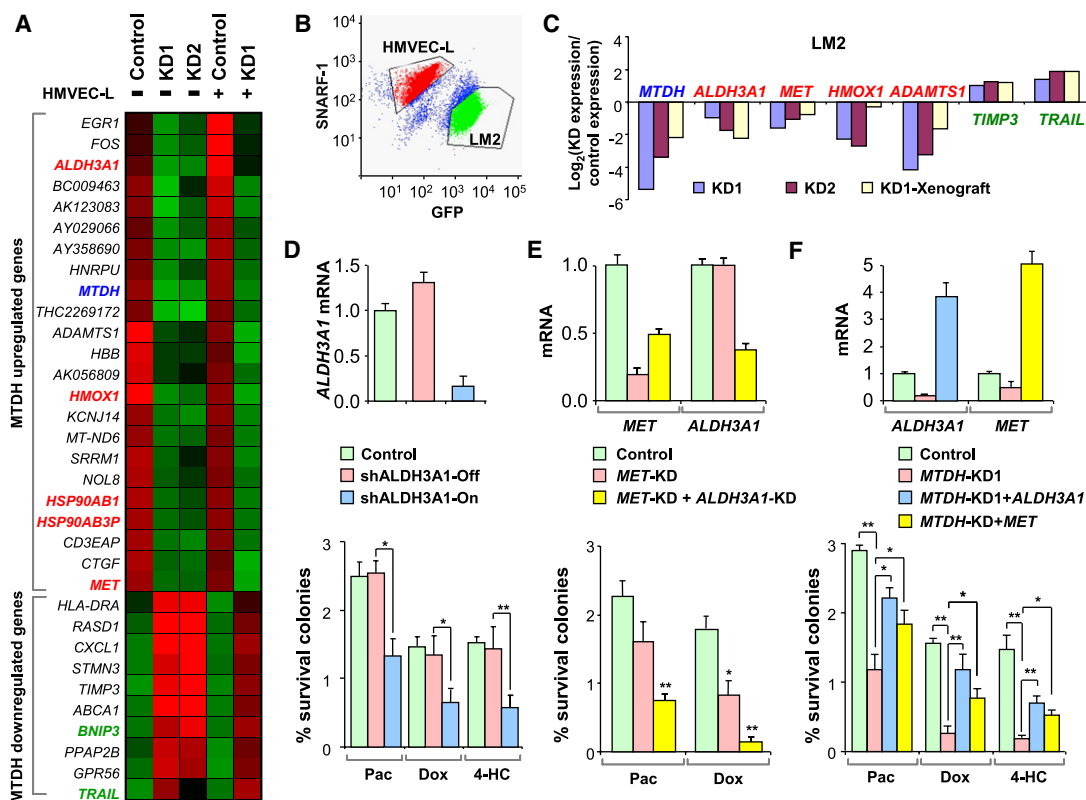 A
Control
KD1
KD2
Control
KD1
HMVEC-L
- - - + +
MTDH upregulated genes
EGR1
FOS
ALDH3A1
BC009463
AK123083
AY029066
AY358690
HNRPU
MTDH
THC2269172
ADAMTS1
HBB
AK056809
HMOX1
KCNJ14
MT-ND6
SRRM1
NOL8
HSP90AB1
HSP90AB3P
CD3EAP
CTGF
MET
MTDH downregulated genes
HLA-DRA
RASD1
CXCL1
STMN3
TIMP3
ABCA1
BNIP3
PPAP2B
GPR56
TRAIL
B
SNARF-1
10⁴
10³
10²
10¹
HMVEC-L
LM2
10¹ 10² 10³ 10⁴ 10⁵
GFP
C
LM2
Log₂(KD expression/
control expression)
2
0
-2
-4
-6
MTDH ALDH3A1 MET HMOX1 ADAMTS1
TIMP3 TRAIL
KD1 KD2 KD1-Xenograft
D
ALDH3A1 mRNA
1.5
1.0
0.5
0.0
Control
shALDH3A1-Off
shALDH3A1-On
% survival colonies
3
2
1
0
* * **
Pac Dox 4-HC
E
mRNA
1.0
0.5
0.0
MET ALDH3A1
Control
MET-KD
MET-KD + ALDH3A1-KD
% survival colonies
3
2
1
0
** * **
Pac Dox
F
mRNA
5
4
3
2
1
0
ALDH3A1 MET
Control
MTDH-KD1
MTDH-KD1+ALDH3A1
MTDH-KD+MET
% survival colonies
3
2
1
0
** * *
** ** *
** ** *
Pac Dox 4-HC